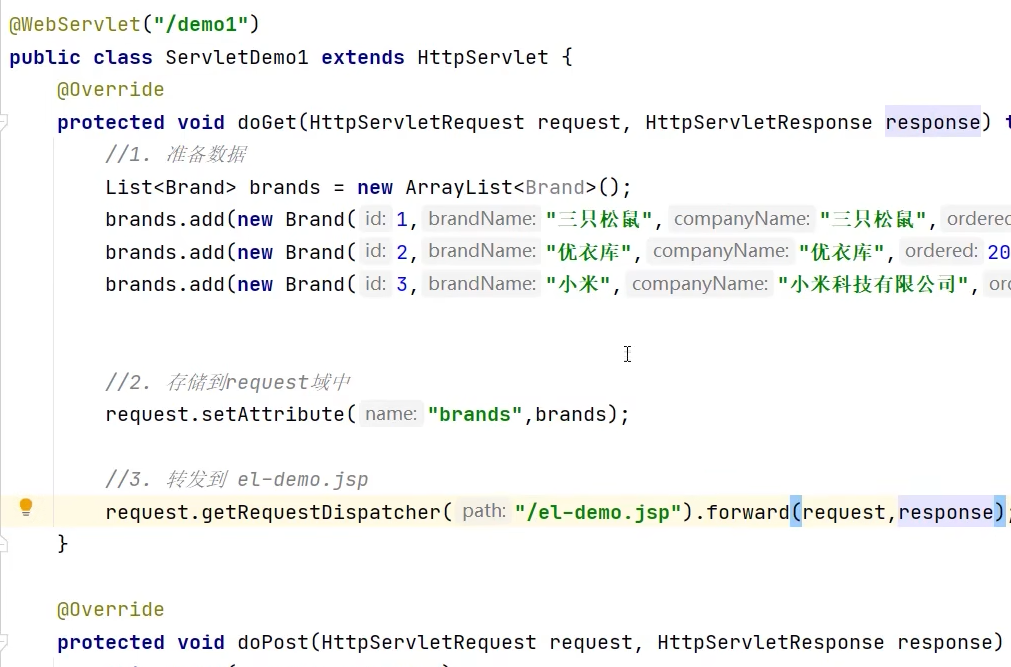 @WebServlet("/demo1")
public class ServletDemo1 extends HttpServlet {
@Override
protected void doGet(HttpServletRequest request, HttpServletResponse response)
//1. 准备数据
List<Brand> brands = new ArrayList<Brand>();
brands.add(new Brand( id: 1, brandName: "三只松鼠", companyName: "三只松鼠",
brands.add(new Brand( id: 2, brandName: "优衣库", companyName: "优衣库", ordered: 20
brands.add(new Brand( id: 3, brandName: "小米", companyName: "小米科技有限公司",
//2. 存储到request域中
request.setAttribute( name: "brands",brands);
//3. 转发到 el-demo.jsp
request.getRequestDispatcher( path: "/el-demo.jsp").forward(request,response);
}
@Override
protected void doPost(HttpServletRequest request, HttpServletResponse response)